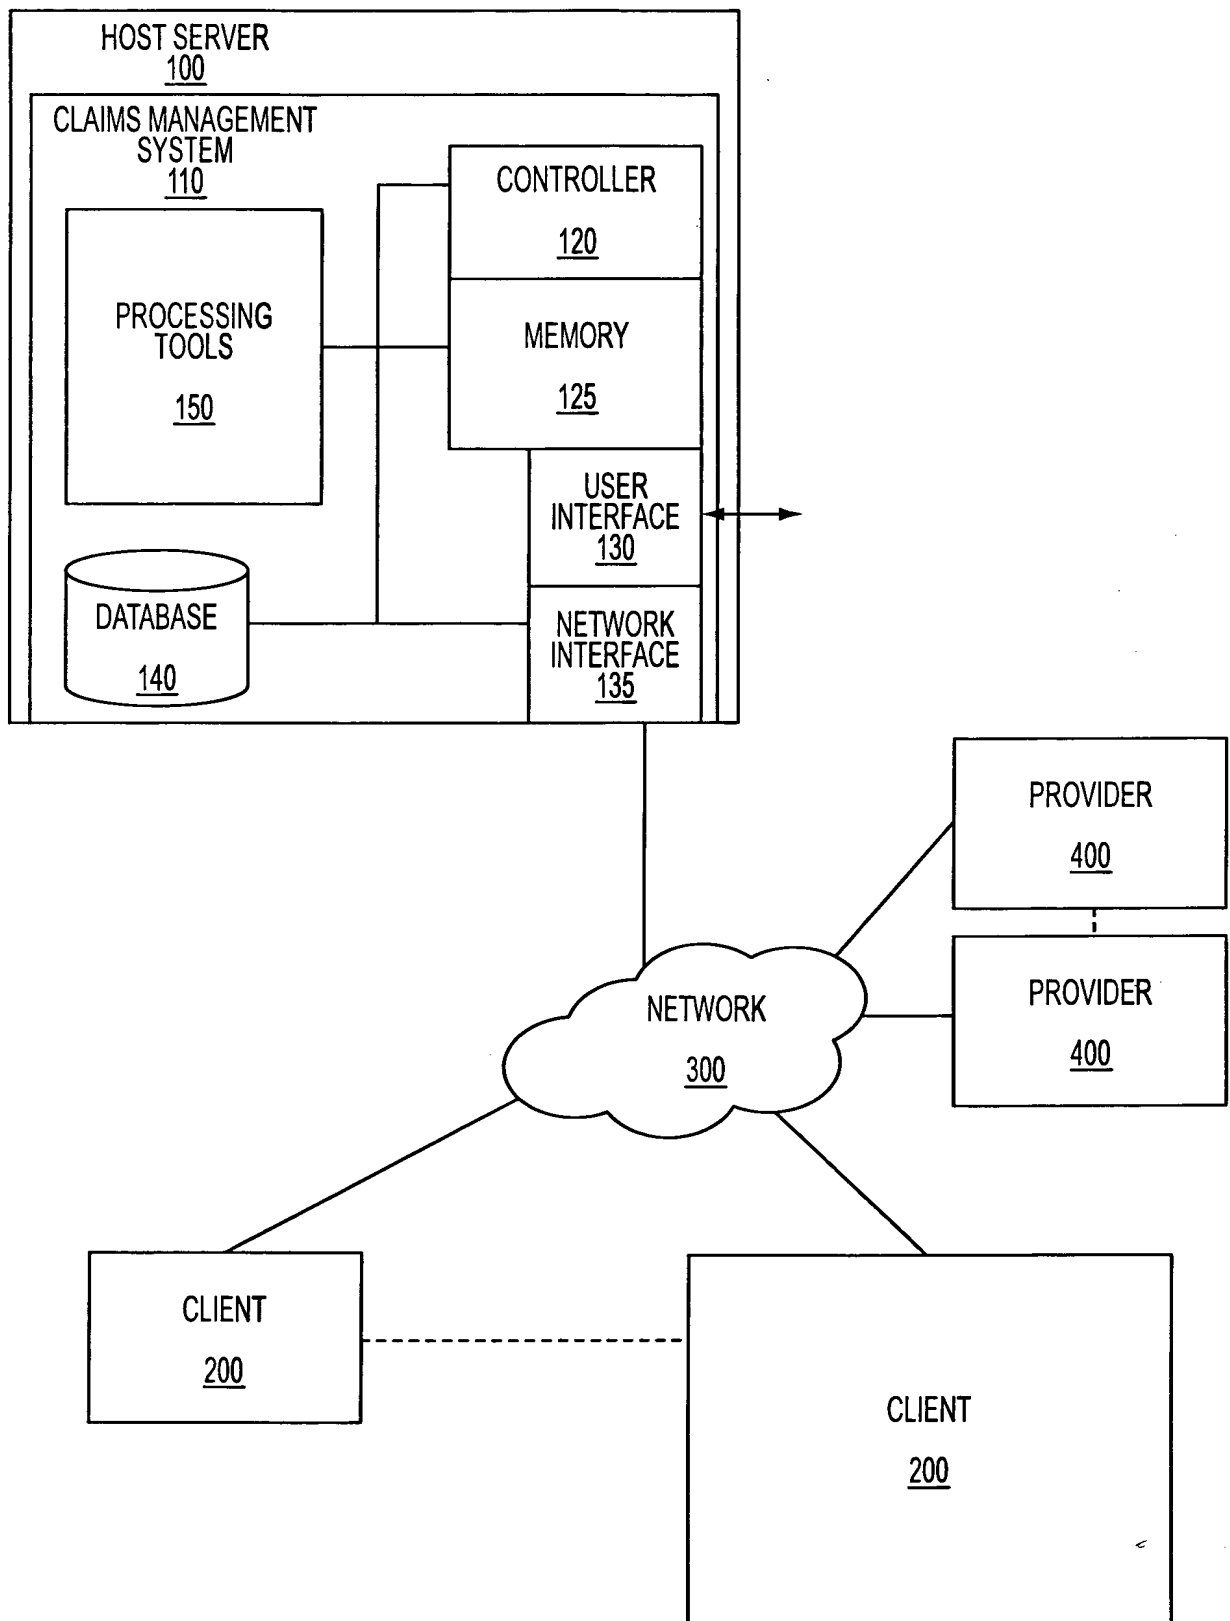 HOST SERVER
100
CLAIMS MANAGEMENT
SYSTEM
110
CONTROLLER
120
PROCESSING
TOOLS
150
MEMORY
125
USER
INTERFACE
130
DATABASE
140
NETWORK
INTERFACE
135
PROVIDER
400
PROVIDER
400
NETWORK
300
CLIENT
200
CLIENT
200